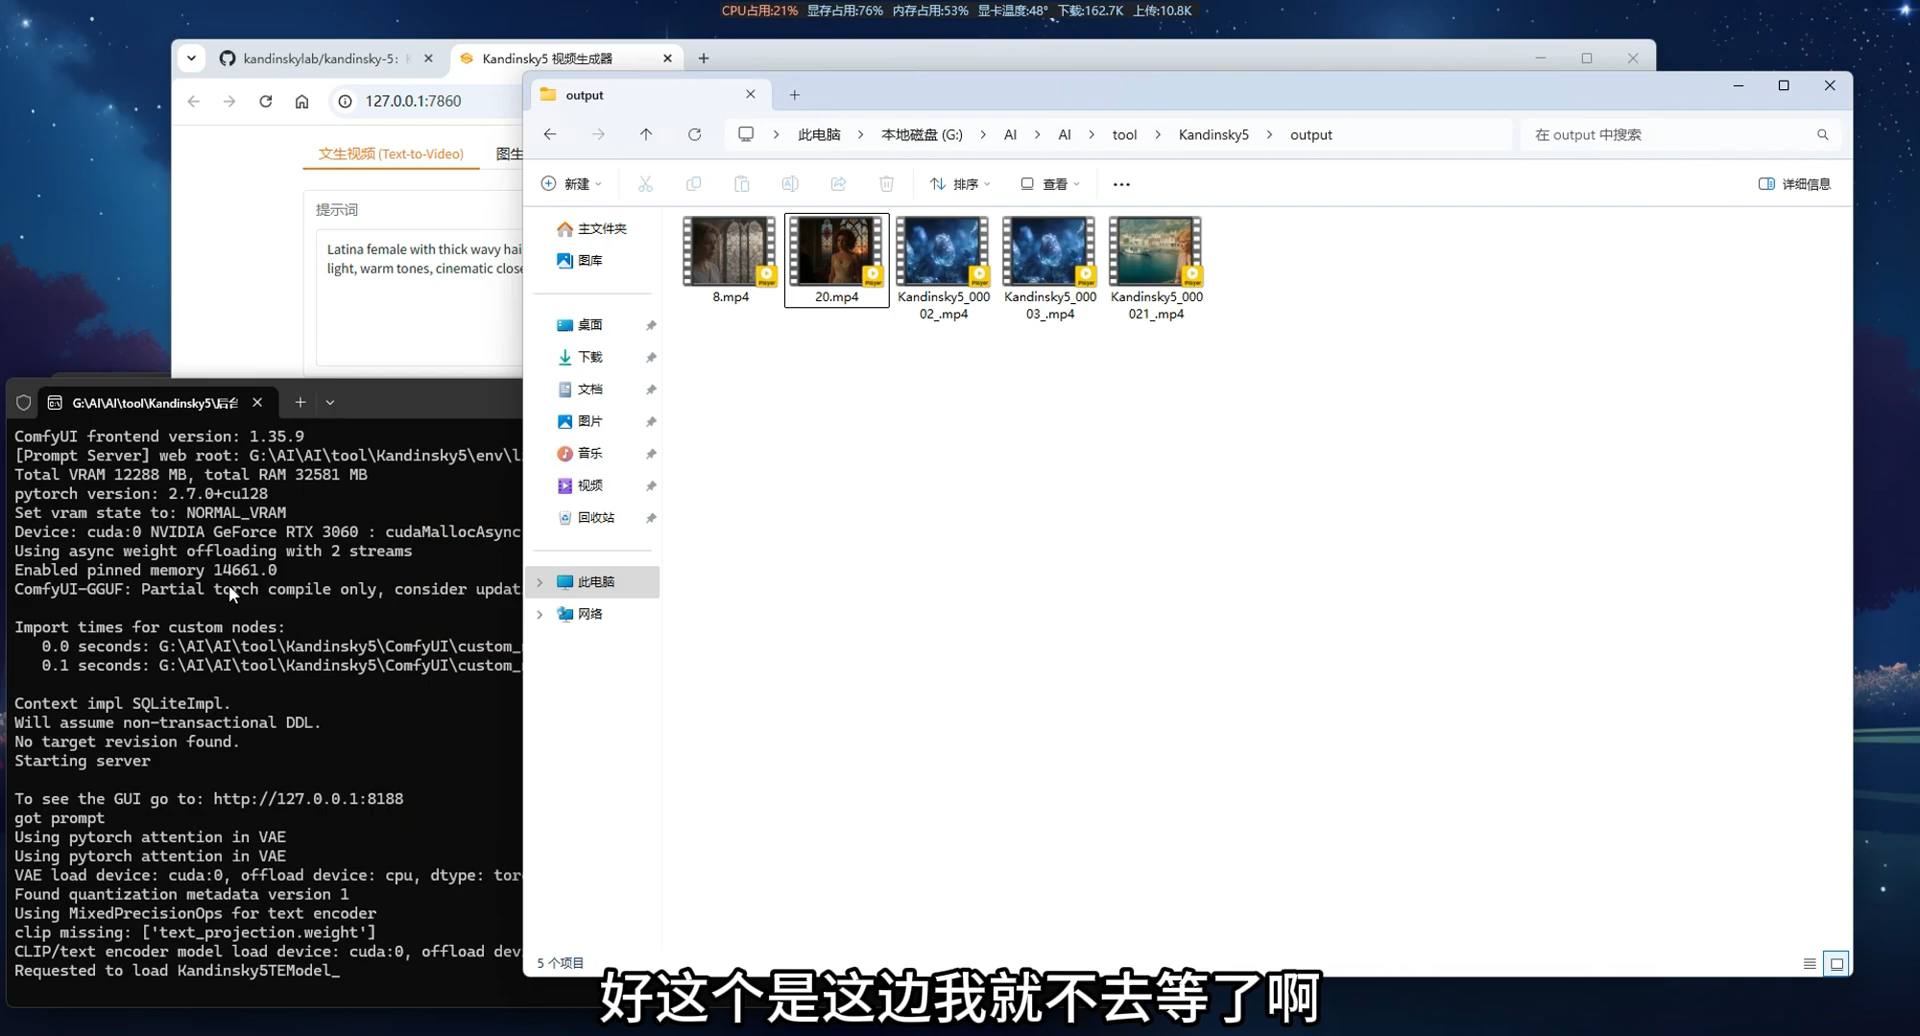 CPU占用:21% 显存占用:76% 内存占用:53% 显卡温度:48° 下载:162.7K 上传:10.8K
kandinskylab/kandinsky-5:
Kandinsky5 视频生成器
127.0.0.1:7860
文生视频 (Text-to-Video)
图生
提示词
Latina female with thick wavy hai
light, warm tones, cinematic close
output
此电脑 > 本地磁盘 (G:) > AI > AI > tool > Kandinsky5 > output
在 output 中搜索
新建
排序
查看
详细信息
主文件夹
图库
桌面
下载
文档
图片
音乐
视频
回收站
此电脑
网络
8.mp4
20.mp4
Kandinsky5_000
02_.mp4
Kandinsky5_000
03_.mp4
Kandinsky5_000
021_.mp4
Player
Player
Player
Player
Player
5 个项目
G:\AI\AI\tool\Kandinsky5\后台
ComfyUI frontend version: 1.35.9
[Prompt Server] web root: G:\AI\AI\tool\Kandinsky5\env\l
Total VRAM 12288 MB, total RAM 32581 MB
pytorch version: 2.7.0+cu128
Set vram state to: NORMAL_VRAM
Device: cuda:0 NVIDIA GeForce RTX 3060 : cudaMallocAsync
Using async weight offloading with 2 streams
Enabled pinned memory 14661.0
ComfyUI-GGUF: Partial torch compile only, consider updat
Import times for custom nodes:
0.0 seconds: G:\AI\AI\tool\Kandinsky5\ComfyUI\custom_
0.1 seconds: G:\AI\AI\tool\Kandinsky5\ComfyUI\custom_
Context impl SQLiteImpl.
Will assume non-transactional DDL.
No target revision found.
Starting server
To see the GUI go to: http://127.0.0.1:8188
got prompt
Using pytorch attention in VAE
Using pytorch attention in VAE
VAE load device: cuda:0, offload device: cpu, dtype: tor
Found quantization metadata version 1
Using MixedPrecisionOps for text encoder
clip missing: ['text_projection.weight']
CLIP/text encoder model load device: cuda:0, offload dev
Requested to load Kandinsky5TEModel_
好这个是这边我就不去等了啊